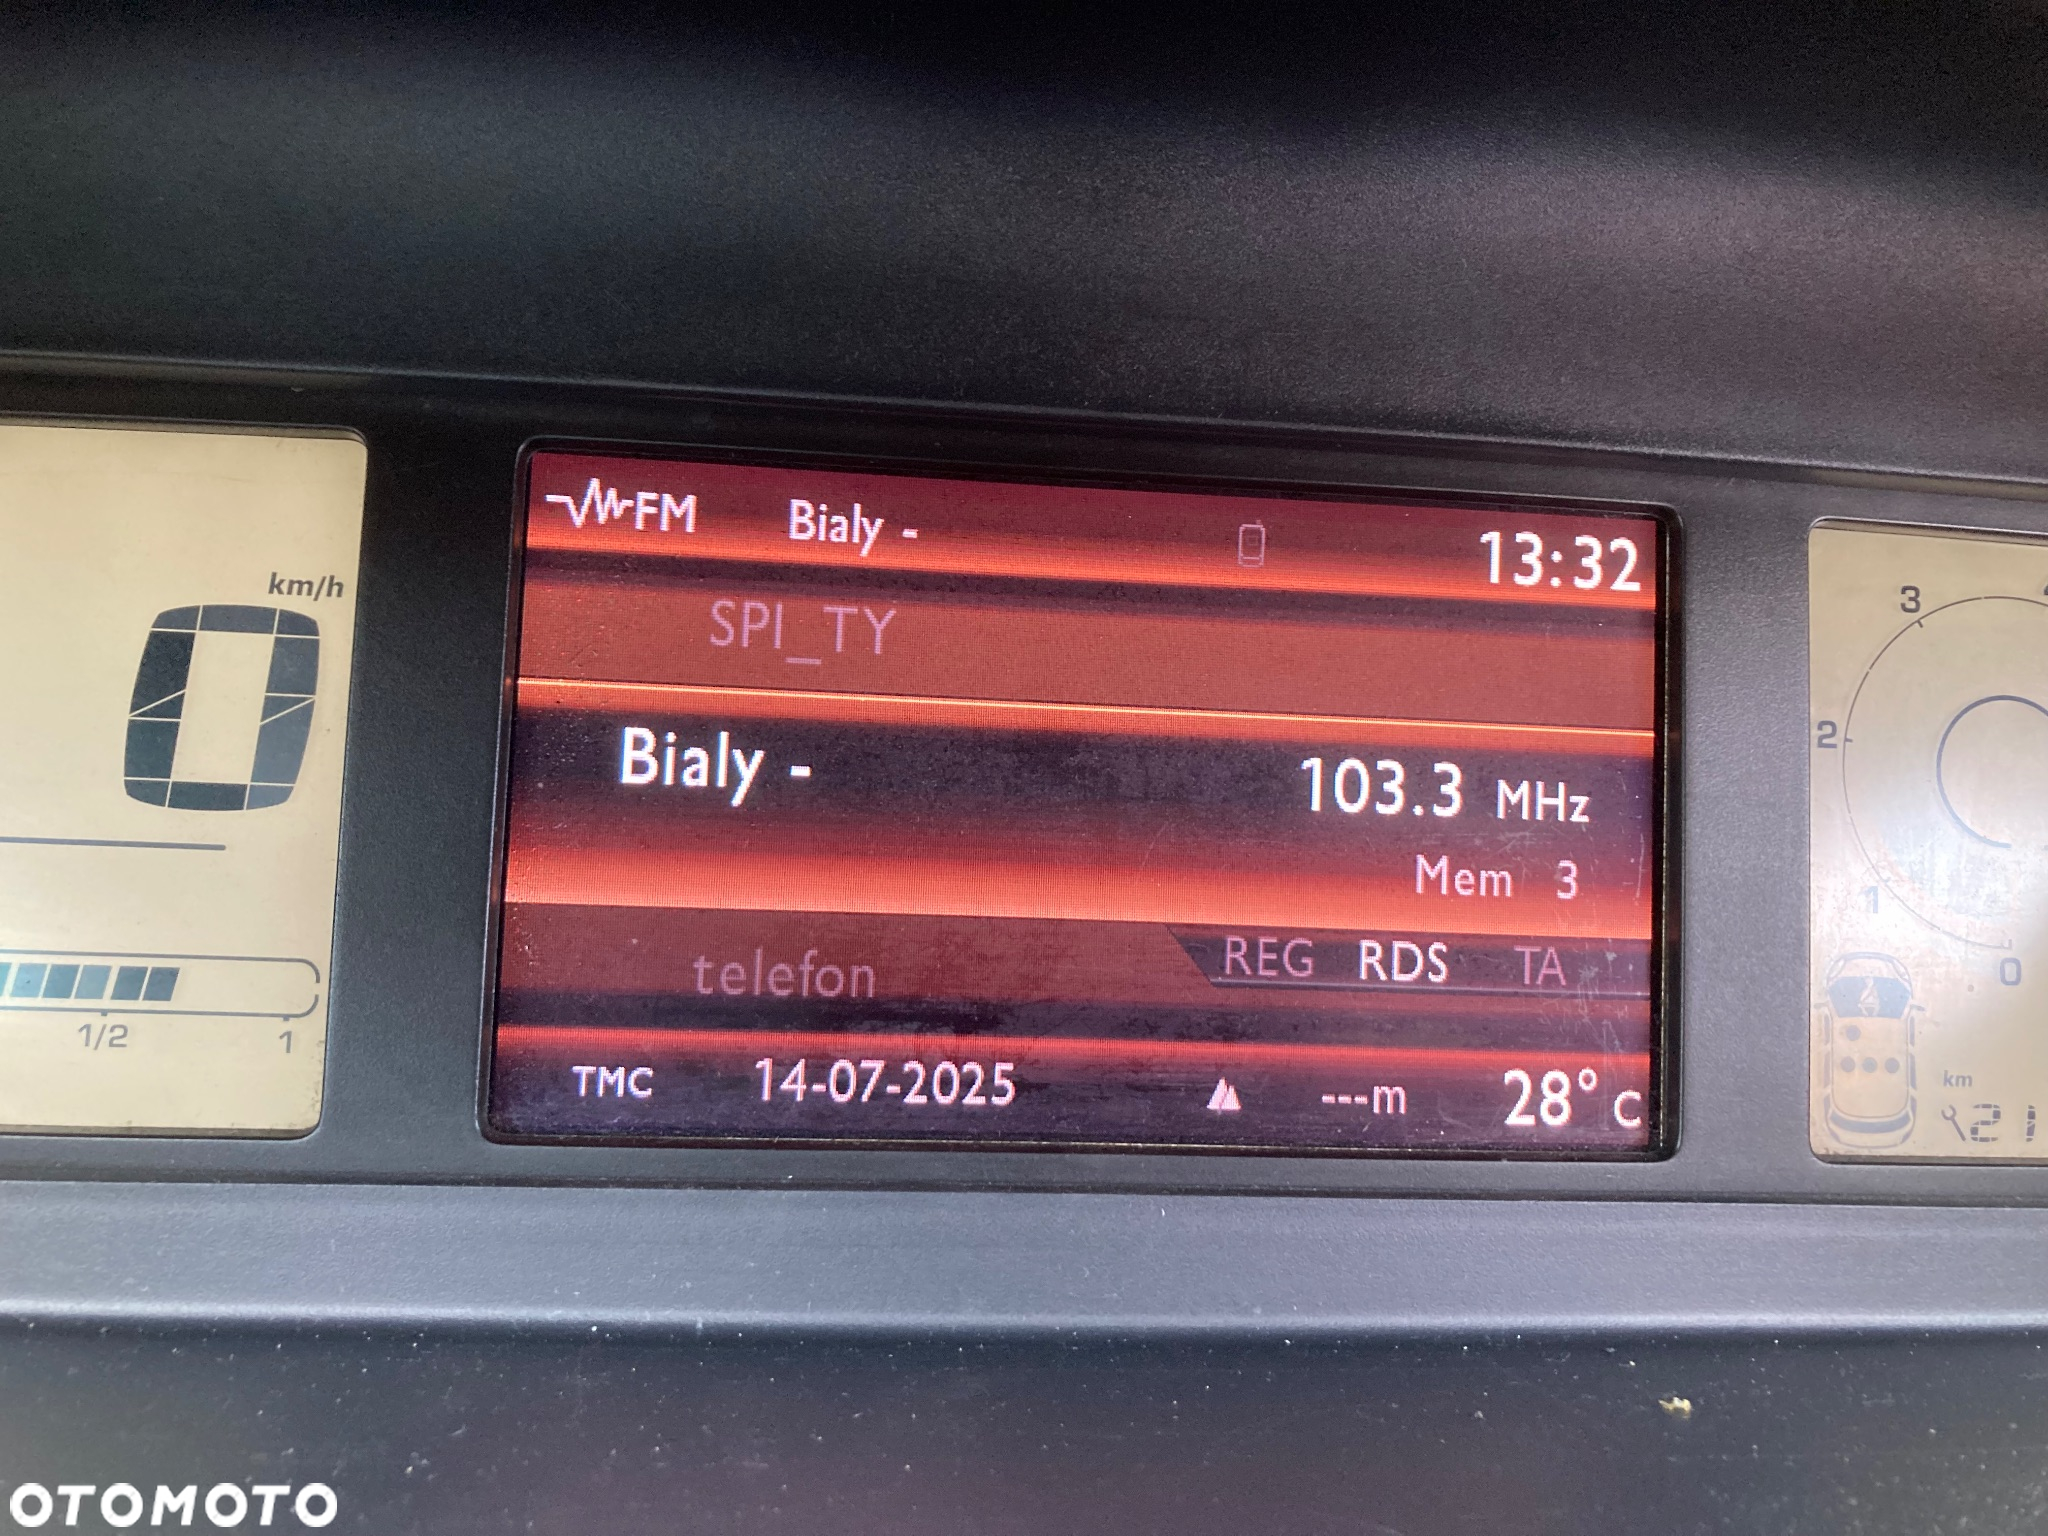 FM Bialy - 13:32
SPI_TY
Bialy - 103.3 MHz
Mem 3
telefon REG RDS TA
TMC 14-07-2025 ---m 28° C
km/h
0
1/2 1
3
2
1
0
km
OTOMOTO